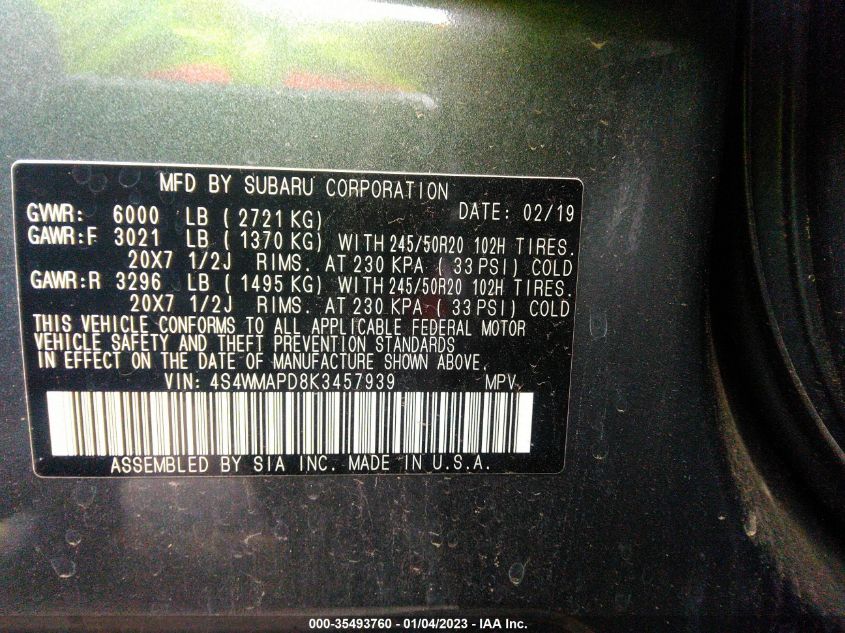 MFD BY SUBARU CORPORATION
GVWR: 6000 LB ( 2721 KG) DATE: 02/19
GAWR:F 3021 LB ( 1370 KG) WITH 245/50R20 102H TIRES.
20X7 1/2J RIMS. AT 230 KPA ( 33 PSI) COLD
GAWR:R 3296 LB ( 1495 KG) WITH 245/50R20 102H TIRES.
20X7 1/2J RIMS. AT 230 KPA ( 33 PSI) COLD
THIS VEHICLE CONFORMS TO ALL APPLICABLE FEDERAL MOTOR
VEHICLE SAFETY AND THEFT PREVENTION STANDARDS
IN EFFECT ON THE DATE OF MANUFACTURE SHOWN ABOVE.
VIN: 4S4WMAPD8K3457939 MPV
ASSEMBLED BY SIA INC. MADE IN U.S.A.
000-35493760 - 01/04/2023 - IAA Inc.